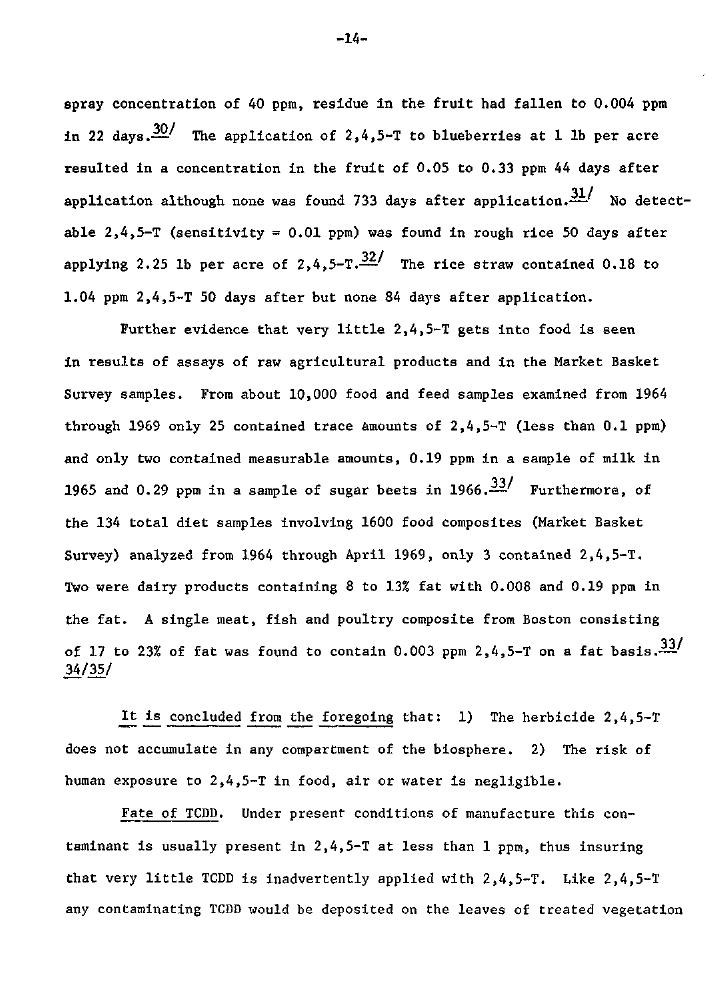 -14-
spray concentration of 40 ppm, residue in the fruit had fallen to 0.004 ppm
in 22 days.30/ The application of 2,4,5-T to blueberries at 1 lb per acre
resulted in a concentration in the fruit of 0.05 to 0.33 ppm 44 days after
application although none was found 733 days after application.31/ No detect-
able 2,4,5-T (sensitivity = 0.01 ppm) was found in rough rice 50 days after
applying 2.25 lb per acre of 2,4,5-T.32/ The rice straw contained 0.18 to
1.04 ppm 2,4,5-T 50 days after but none 84 days after application.
Further evidence that very little 2,4,5-T gets into food is seen
in results of assays of raw agricultural products and in the Market Basket
Survey samples. From about 10,000 food and feed samples examined from 1964
through 1969 only 25 contained trace amounts of 2,4,5-T (less than 0.1 ppm)
and only two contained measurable amounts, 0.19 ppm in a sample of milk in
1965 and 0.29 ppm in a sample of sugar beets in 1966.33/ Furthermore, of
the 134 total diet samples involving 1600 food composites (Market Basket
Survey) analyzed from 1964 through April 1969, only 3 contained 2,4,5-T.
Two were dairy products containing 8 to 13% fat with 0.008 and 0.19 ppm in
the fat. A single meat, fish and poultry composite from Boston consisting
of 17 to 23% of fat was found to contain 0.003 ppm 2,4,5-T on a fat basis.33/
34/35/
It is concluded from the foregoing that: 1) The herbicide 2,4,5-T
does not accumulate in any compartment of the biosphere. 2) The risk of
human exposure to 2,4,5-T in food, air or water is negligible.
Fate of TCDD. Under present conditions of manufacture this con-
taminant is usually present in 2,4,5-T at less than 1 ppm, thus insuring
that very little TCDD is inadvertently applied with 2,4,5-T. Like 2,4,5-T
any contaminating TCDD would be deposited on the leaves of treated vegetation